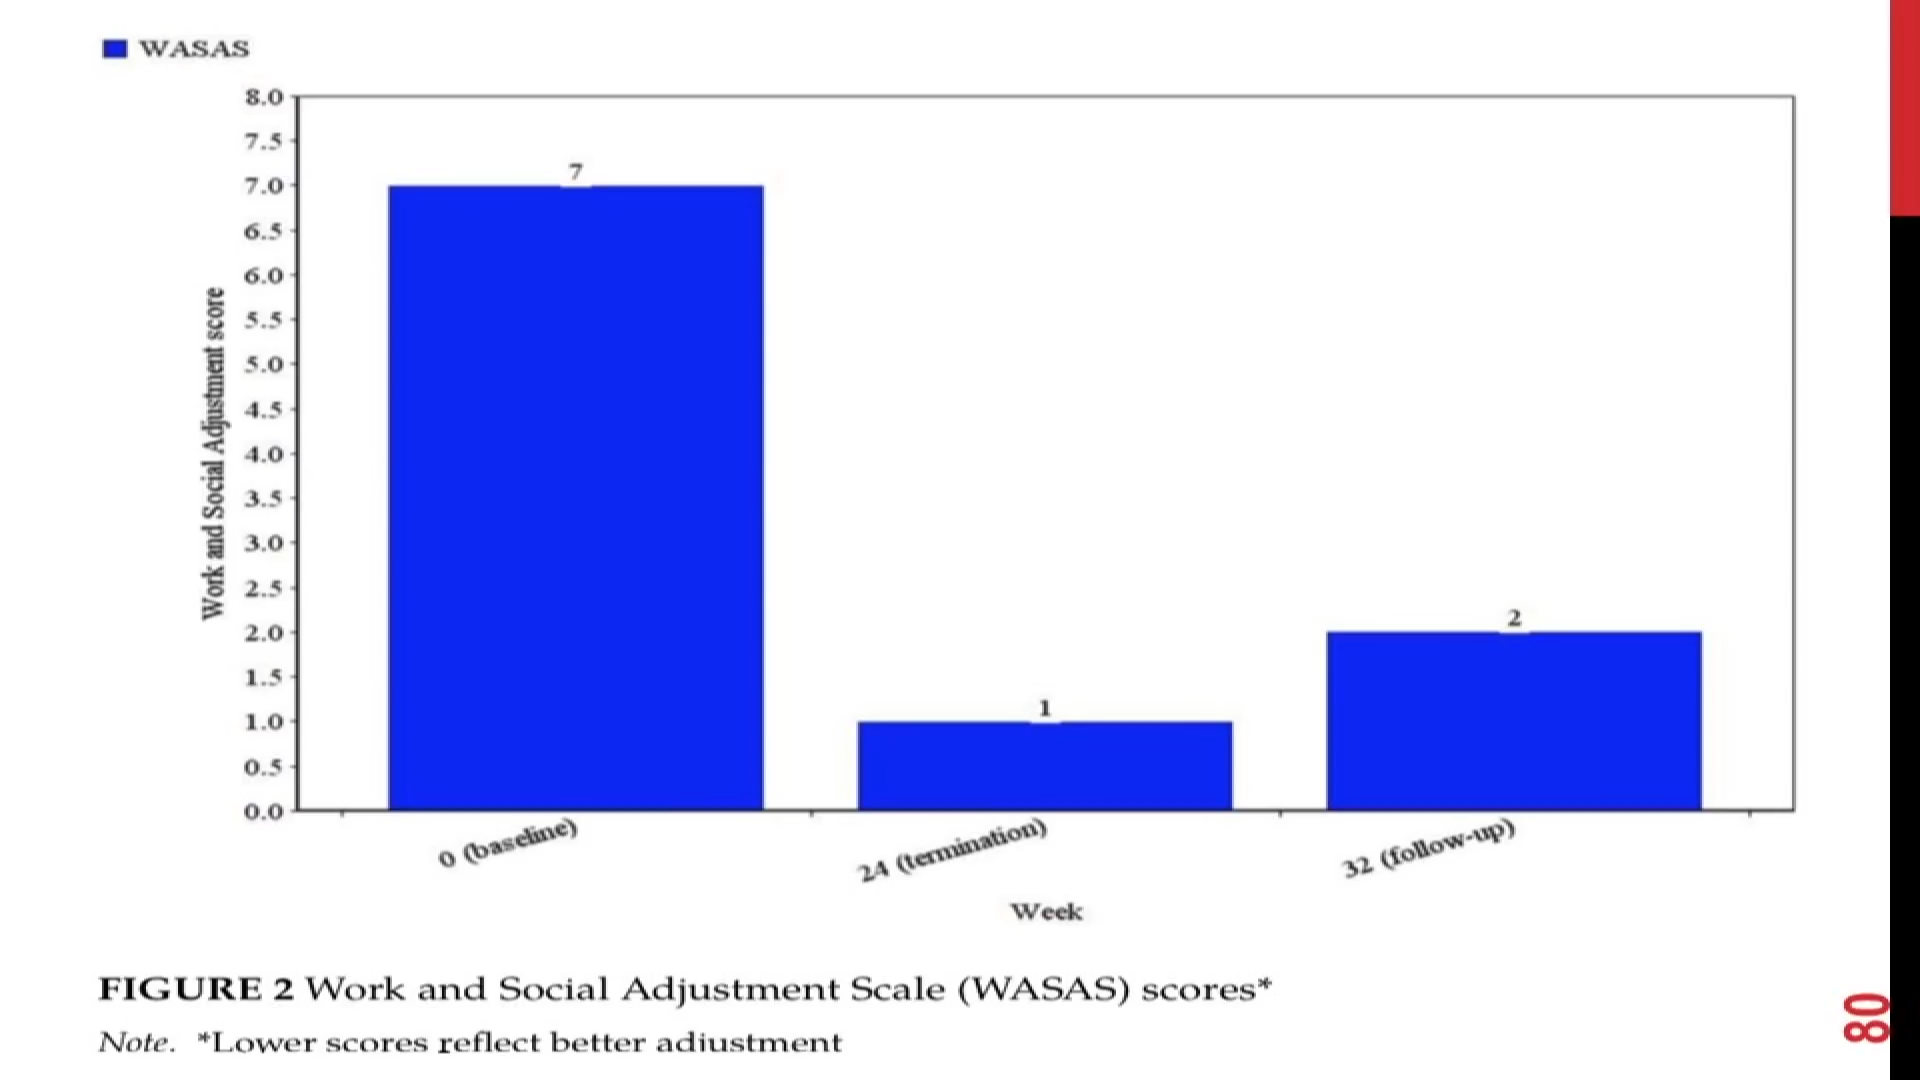 WASAS
8.0
7.5
7
7.0
6.5
6.0
5.5
5.0
4.5
4.0
3.5
3.0
2.5
2.0
2
1.5
1.0
1
0.5
0.0
Work and Social Adjustment score
0 (baseline)
24 (termination)
32 (follow-up)
Week
FIGURE 2 Work and Social Adjustment Scale (WASAS) scores*
Note. *Lower scores reflect better adjustment
80